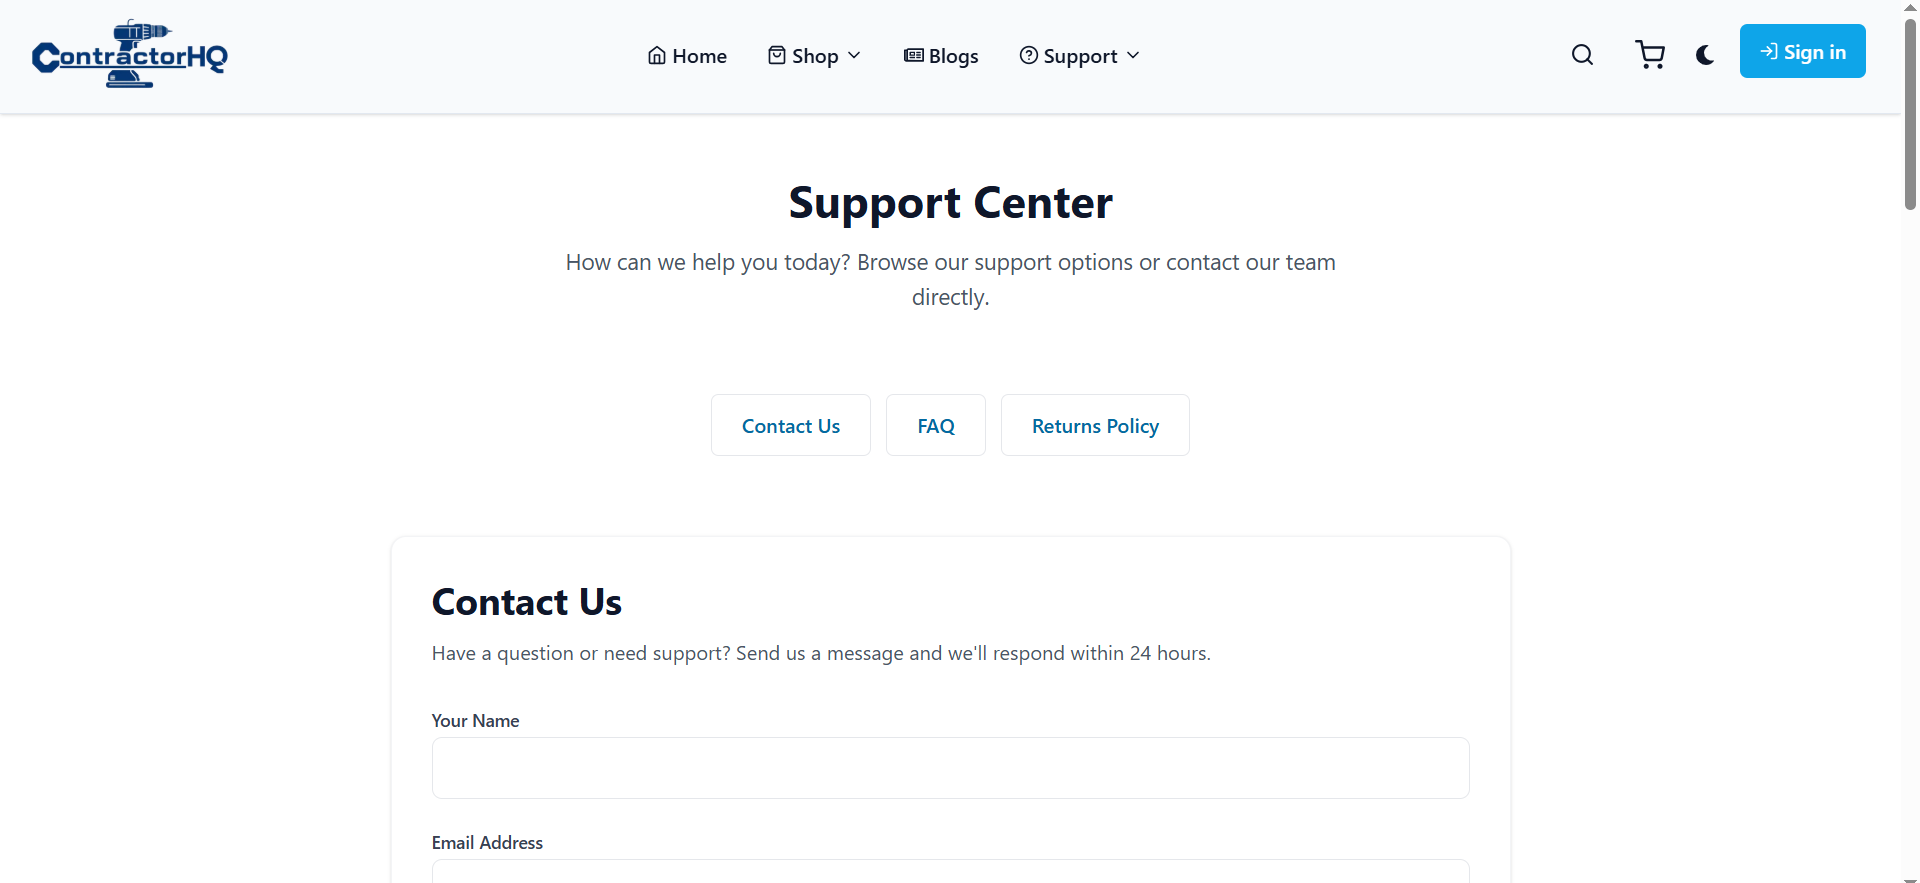 ContractorHQ
Home
Shop
Blogs
Support
Sign in
Support Center
How can we help you today? Browse our support options or contact our team
directly.
Contact Us
FAQ
Returns Policy
Contact Us
Have a question or need support? Send us a message and we'll respond within 24 hours.
Your Name
Email Address